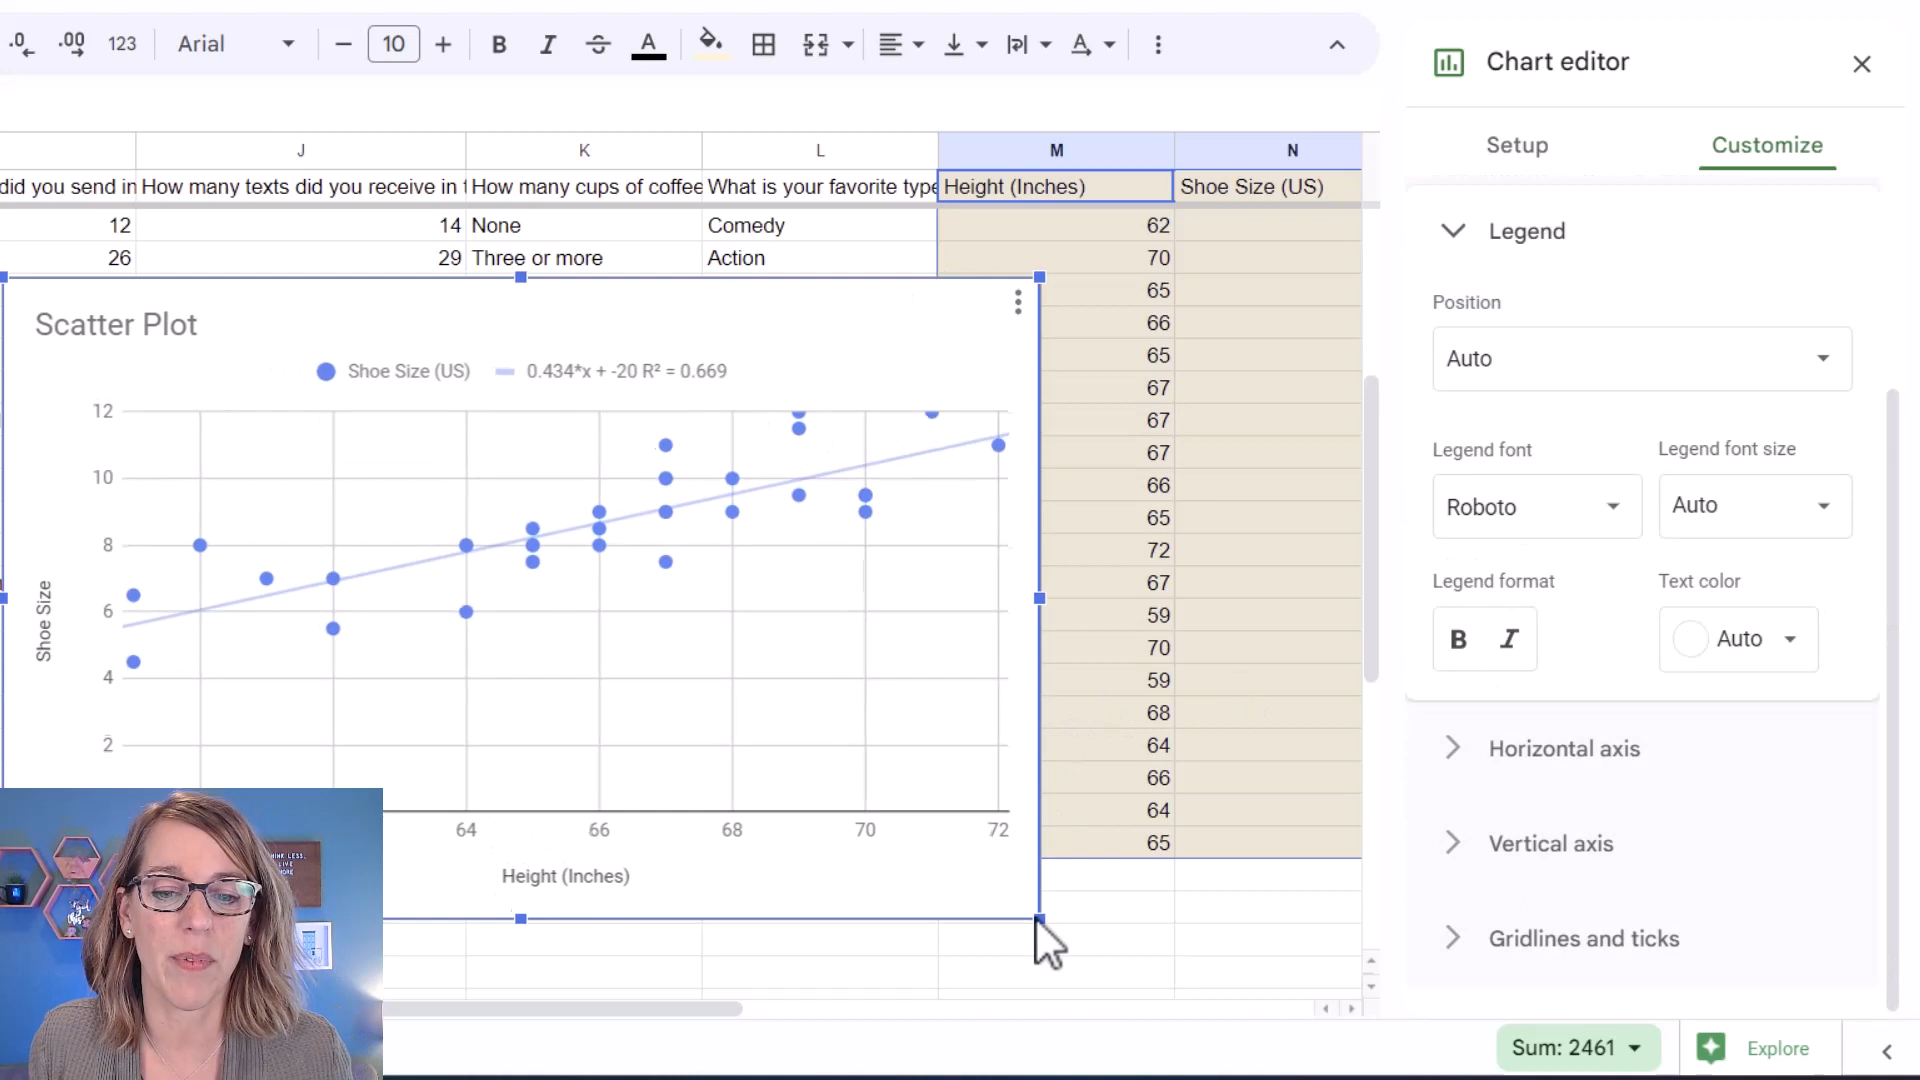 .0 .00 123 Arial 10 B I S A A
Chart editor
Setup Customize
J K L M N
did you send in How many texts did you receive in How many cups of coffee What is your favorite type Height (Inches) Shoe Size (US)
12 14 None Comedy 62
26 29 Three or more Action 70
65
66
65
67
67
67
66
65
72
67
59
70
59
68
64
66
64
65
Scatter Plot
Shoe Size (US) 0.434*x + -20 R² = 0.669
12
10
8
6
4
2
Shoe Size
64 66 68 70 72
Height (Inches)
THINK LESS,
LIVE
MORE
Legend
Position
Auto
Legend font Legend font size
Roboto Auto
Legend format Text color
B I Auto
Horizontal axis
Vertical axis
Gridlines and ticks
Sum: 2461 Explore